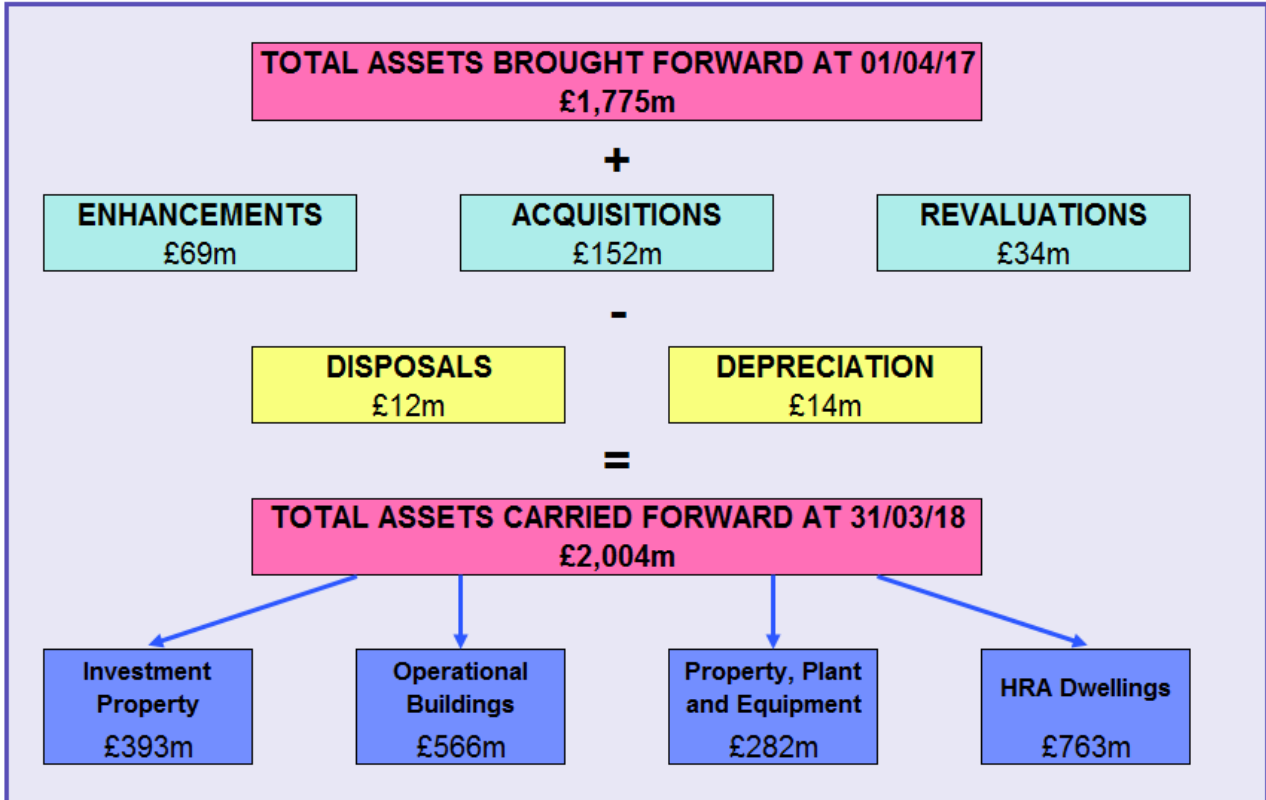 TOTAL ASSETS BROUGHT FORWARD AT 01/04/17
£1,775m
+
ENHANCEMENTS
£69m
ACQUISITIONS
£152m
REVALUATIONS
£34m
-
DISPOSALS
£12m
DEPRECIATION
£14m
=
TOTAL ASSETS CARRIED FORWARD AT 31/03/18
£2,004m
Investment
Property
£393m
Operational
Buildings
£566m
Property, Plant
and Equipment
£282m
HRA Dwellings
£763m